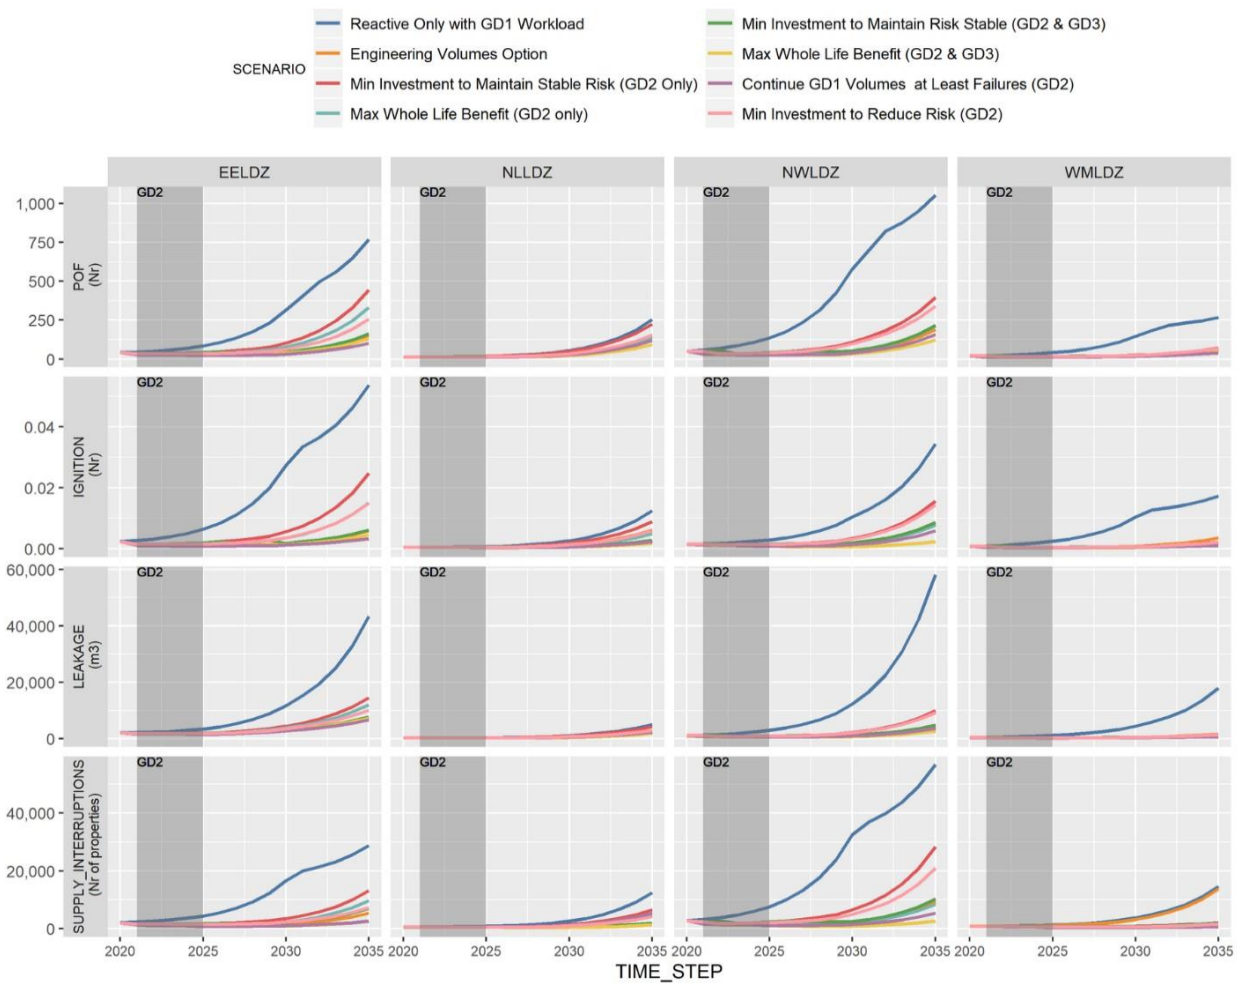 SCENARIO
Reactive Only with GD1 Workload
Engineering Volumes Option
Min Investment to Maintain Stable Risk (GD2 Only)
Max Whole Life Benefit (GD2 only)
Min Investment to Maintain Risk Stable (GD2 & GD3)
Max Whole Life Benefit (GD2 & GD3)
Continue GD1 Volumes  at Least Failures (GD2)
Min Investment to Reduce Risk (GD2)
EELDZ
NLLDZ
NWLDZ
WMLDZ
POF
(Nr)
1,000
750
500
250
0
GD2
GD2
GD2
GD2
IGNITION
(Nr)
0.04
0.02
0.00
GD2
GD2
GD2
GD2
LEAKAGE
(m3)
60,000
40,000
20,000
0
GD2
GD2
GD2
GD2
SUPPLY_INTERRUPTIONS
(Nr of properties)
40,000
20,000
0
GD2
GD2
GD2
GD2
2020 2025 2030 2035
2020 2025 2030 2035
2020 2025 2030 2035
2020 2025 2030 2035
TIME_STEP